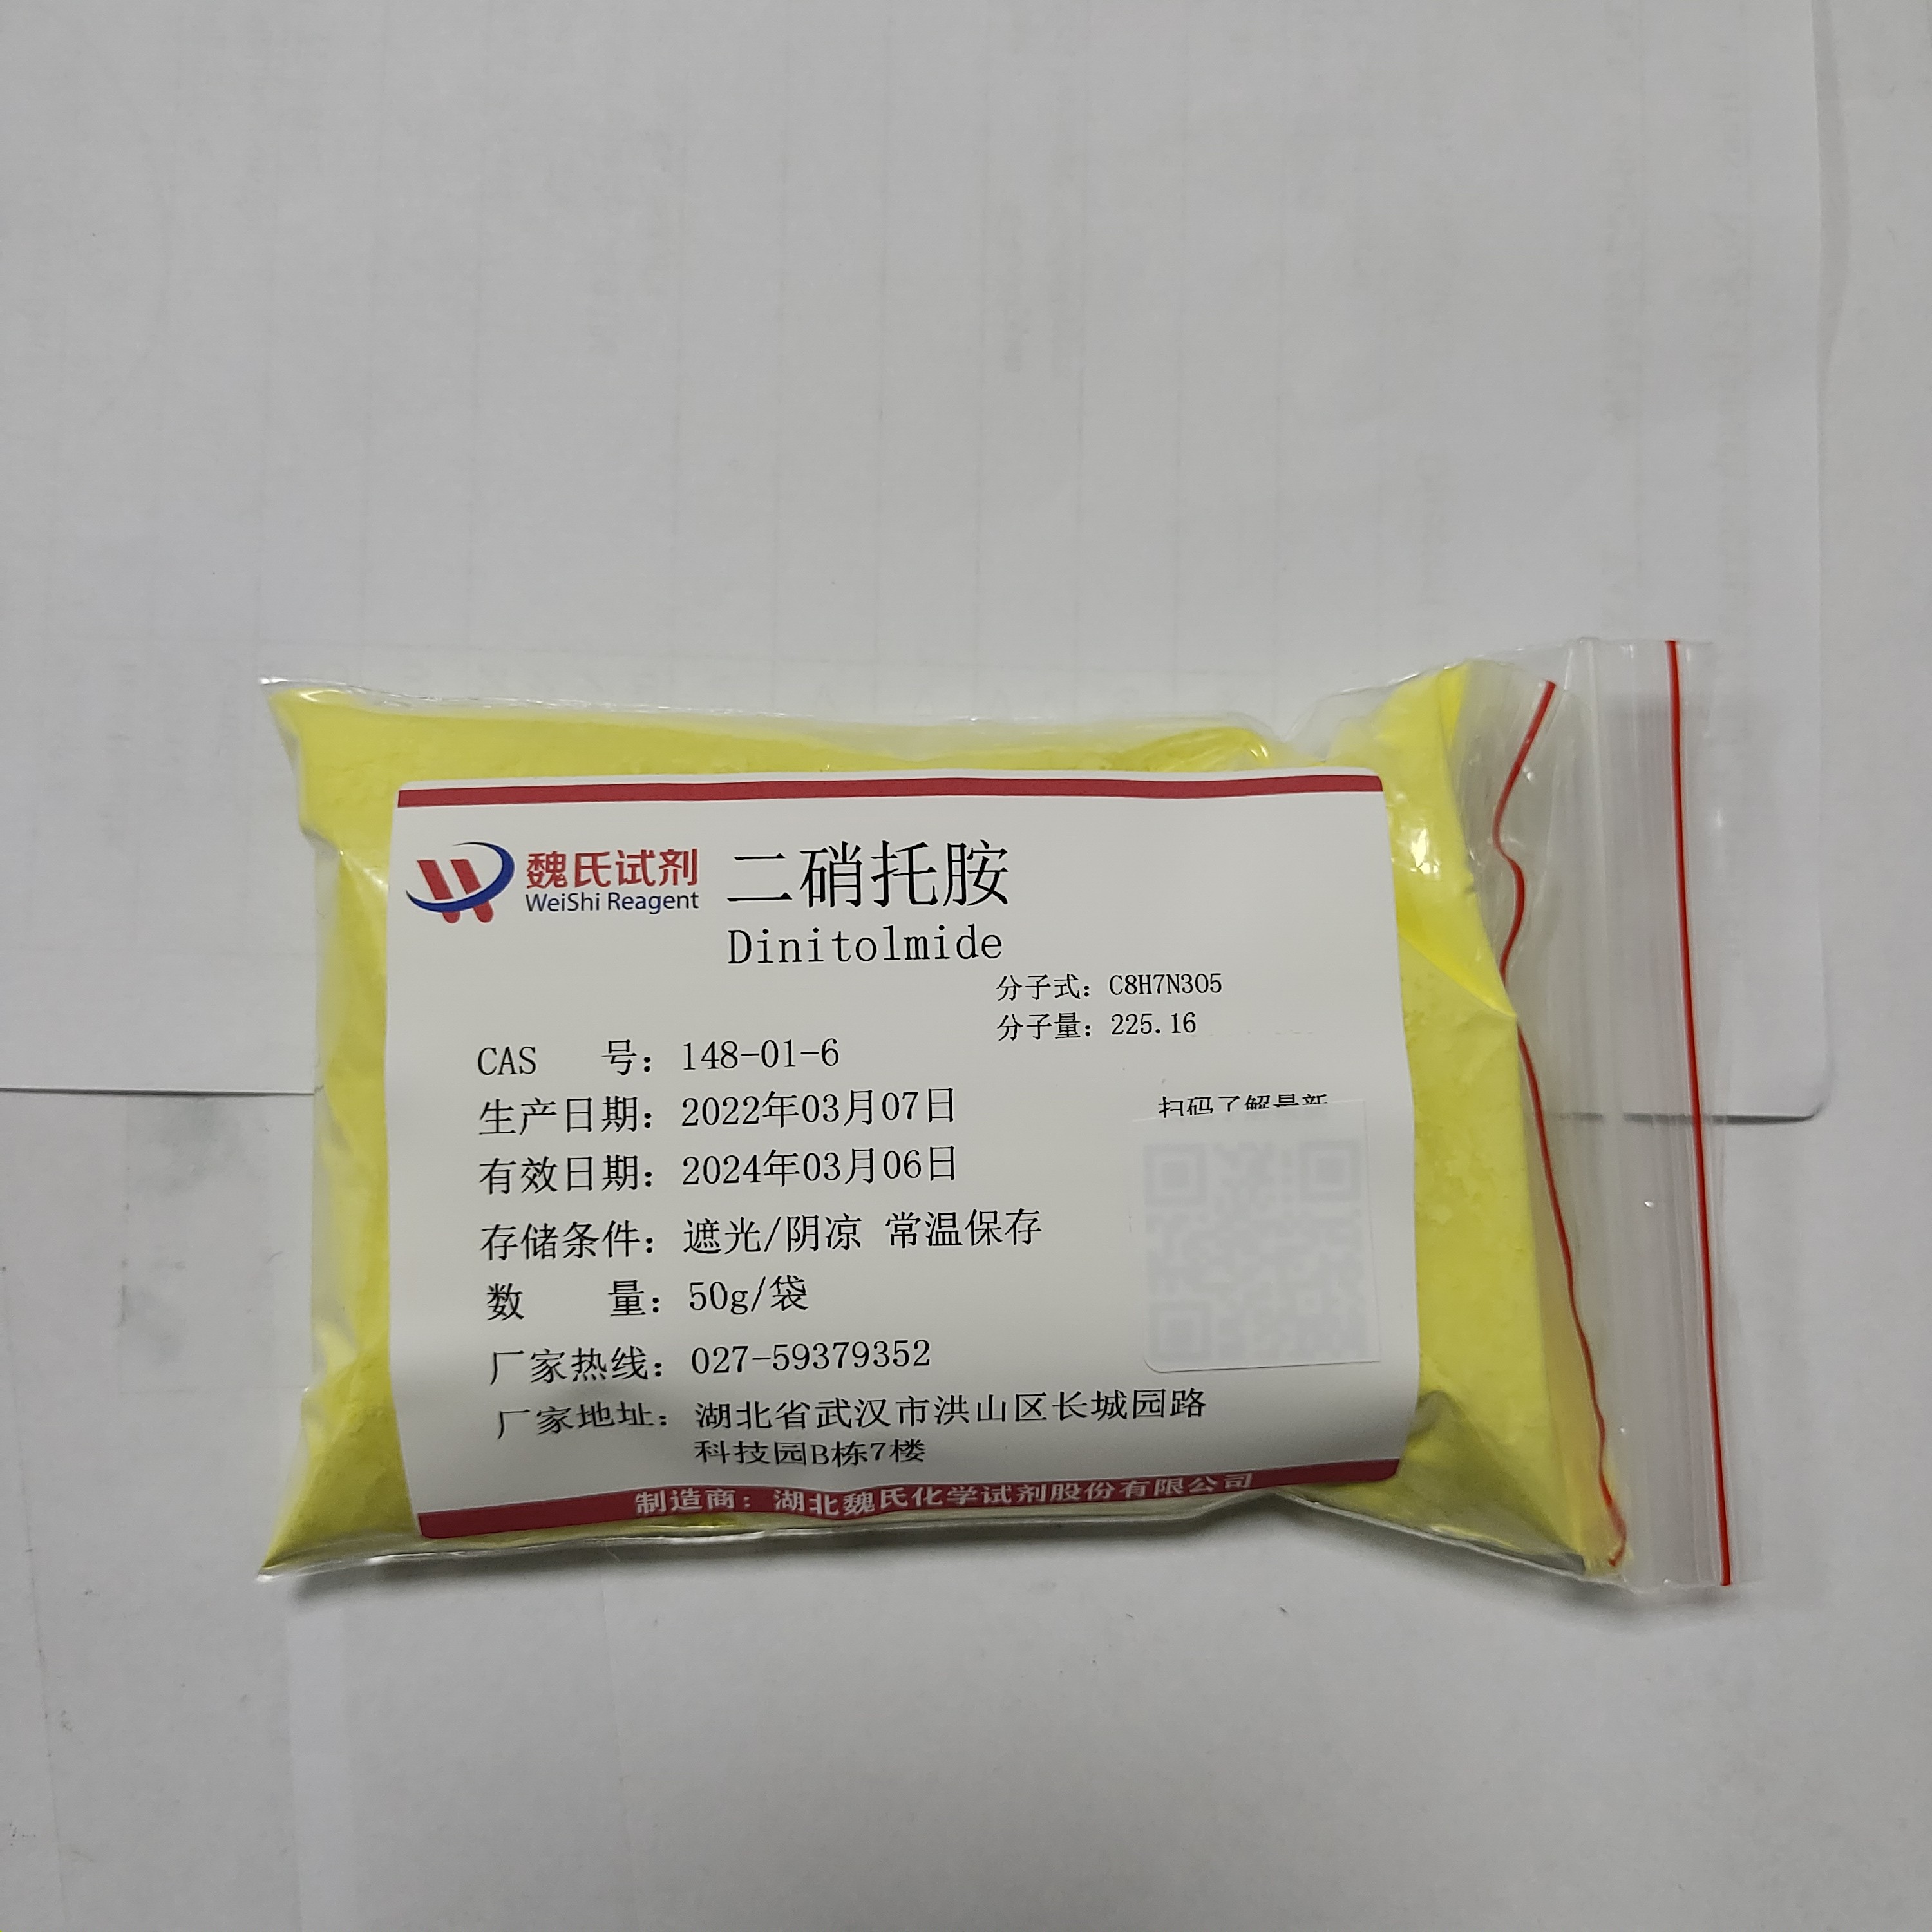 魏氏试剂
WeiShi Reagent
二硝托胺
Dinitolmide
分子式：C8H7N3O5
分子量：225.16
CAS 号：148-01-6
生产日期：2022年03月07日
有效日期：2024年03月06日
扫码了解最新
存储条件：遮光/阴凉 常温保存
数 量：50g/袋
厂家热线：027-59379352
厂家地址：湖北省武汉市洪山区长城园路
科技园B栋7楼
制造商：湖北魏氏化学试剂股份有限公司